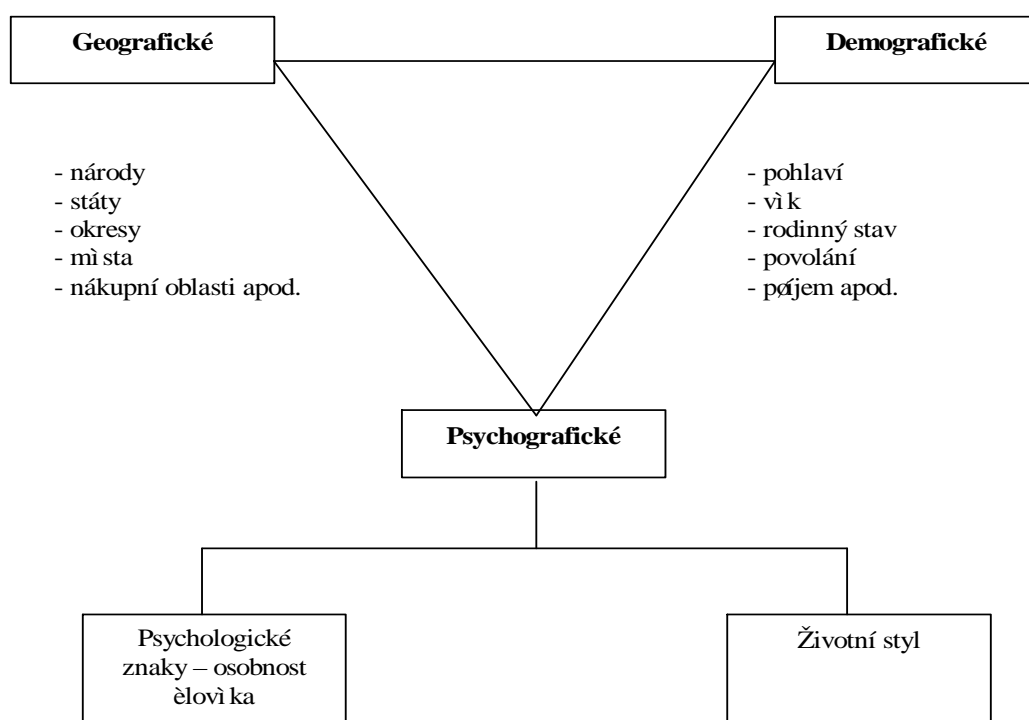 Geografické
Demografické
- národy
- státy
- okresy
- mìsta
- nákupní oblasti apod.
- pohlaví
- vìk
- rodinný stav
- povolání
- pøíjem apod.
Psychografické
Psychologické
znaky – osobnost
èlovìka
Životní styl